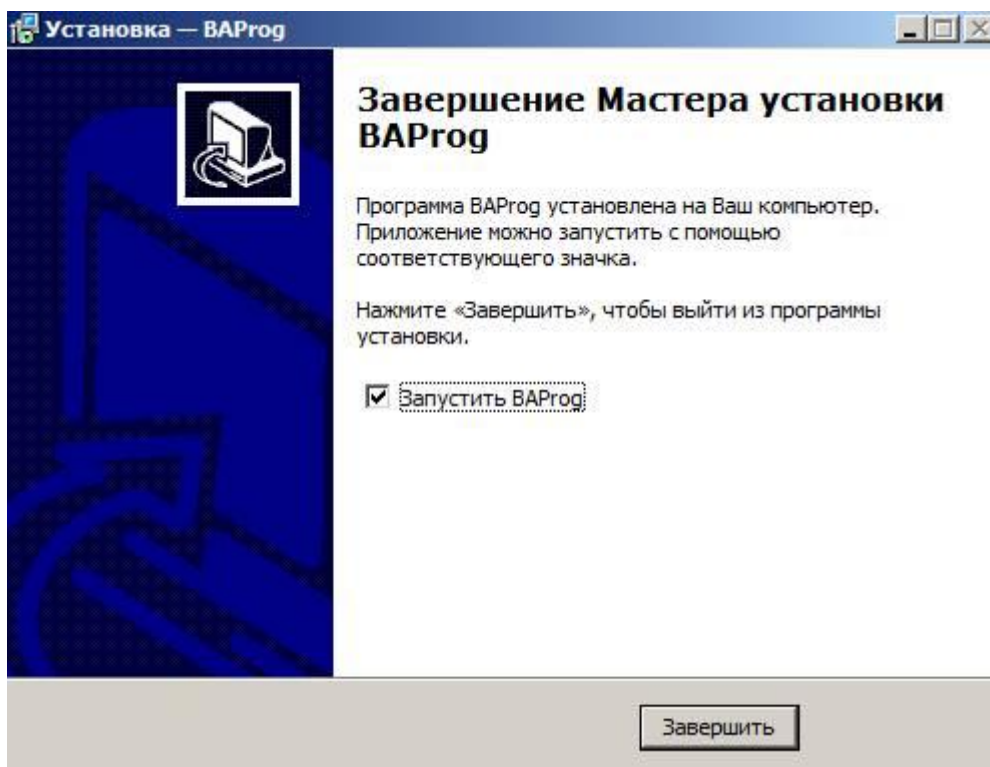 Установка — BAProg
Завершение Мастера установки
BAProg
Программа BAProg установлена на Ваш компьютер.
Приложение можно запустить с помощью
соответствующего значка.
Нажмите «Завершить», чтобы выйти из программы
установки.
Запустить BAProg
Завершить